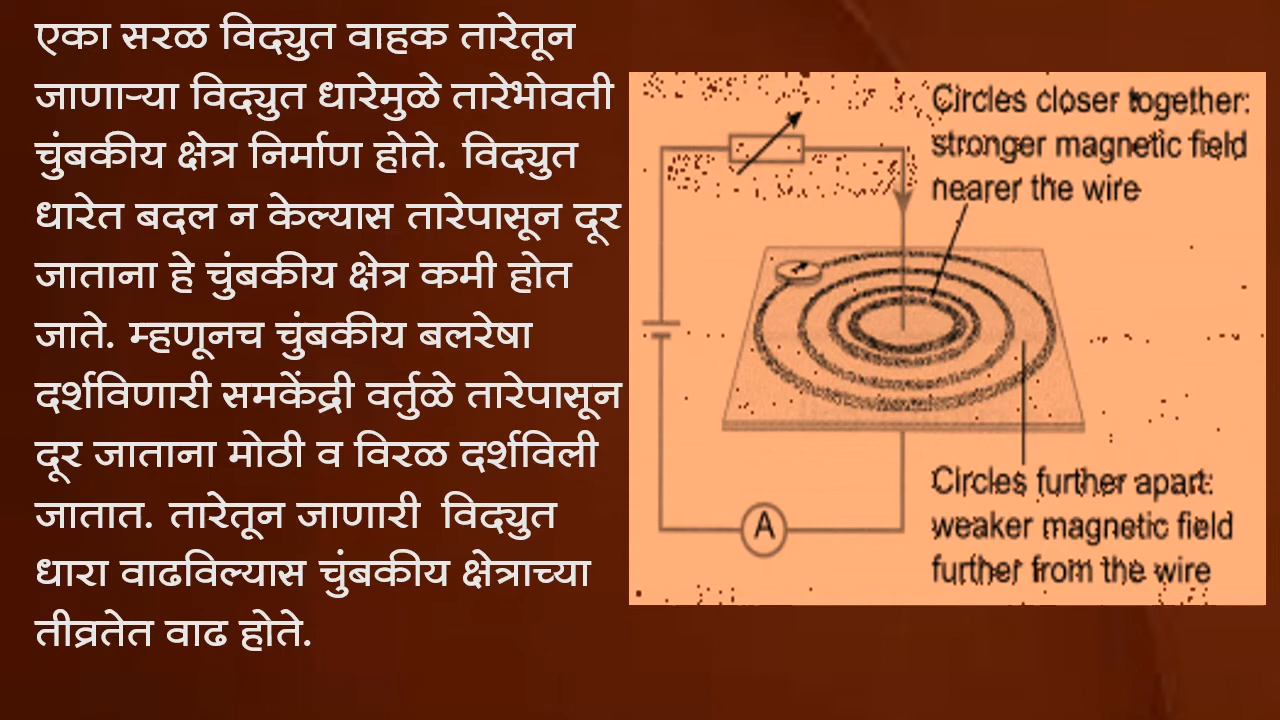 एका सरळ विद्युत वाहक तारेतून
जाणाऱ्या विद्युत धारेमुळे तारेभोवती
चुंबकीय क्षेत्र निर्माण होते. विद्युत
धारेत बदल न केल्यास तारेपासून दूर
जाताना हे चुंबकीय क्षेत्र कमी होत
जाते. म्हणूनच चुंबकीय बलरेषा
दर्शविणारी समकेंद्री वर्तुळे तारेपासून
दूर जाताना मोठी व विरळ दर्शविली
जातात. तारेतून जाणारी विद्युत
धारा वाढविल्यास चुंबकीय क्षेत्राच्या
तीव्रतेत वाढ होते.
Circles closer together:
stronger magnetic field
nearer the wire
Circles further apart:
weaker magnetic field
further from the wire
A